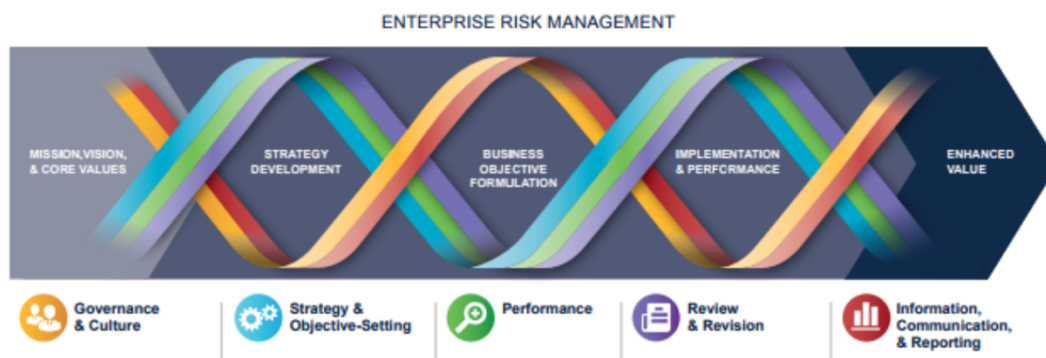 ENTERPRISE RISK MANAGEMENT
MISSION,VISION,
& CORE VALUES
STRATEGY
DEVELOPMENT
BUSINESS
OBJECTIVE
FORMULATION
IMPLEMENTATION
& PERFORMANCE
ENHANCED
VALUE
Governance
& Culture
Strategy &
Objective-Setting
Performance
Review
& Revision
Information,
Communication,
& Reporting